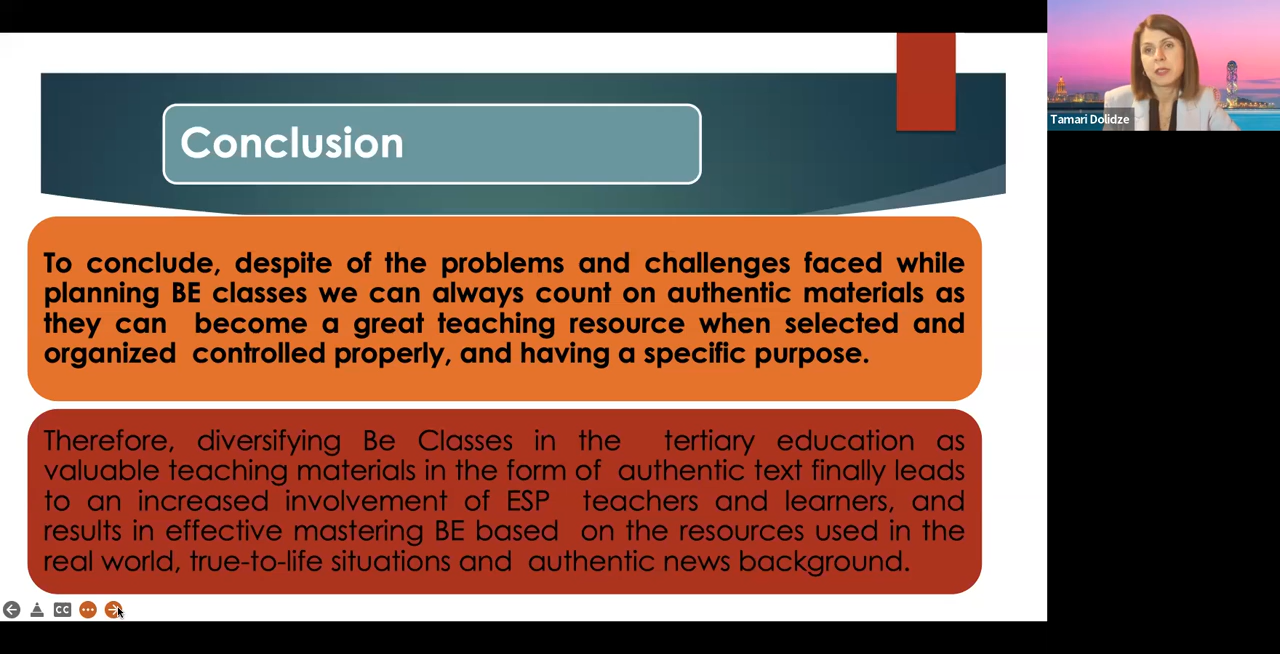 Conclusion
To conclude, despite of the problems and challenges faced while
planning BE classes we can always count on authentic materials as
they can become a great teaching resource when selected and
organized controlled properly, and having a specific purpose.
Therefore, diversifying Be Classes in the tertiary education as
valuable teaching materials in the form of authentic text finally leads
to an increased involvement of ESP teachers and learners, and
results in effective mastering BE based on the resources used in the
real world, true-to-life situations and authentic news background.
CC
Tamari Dolidze